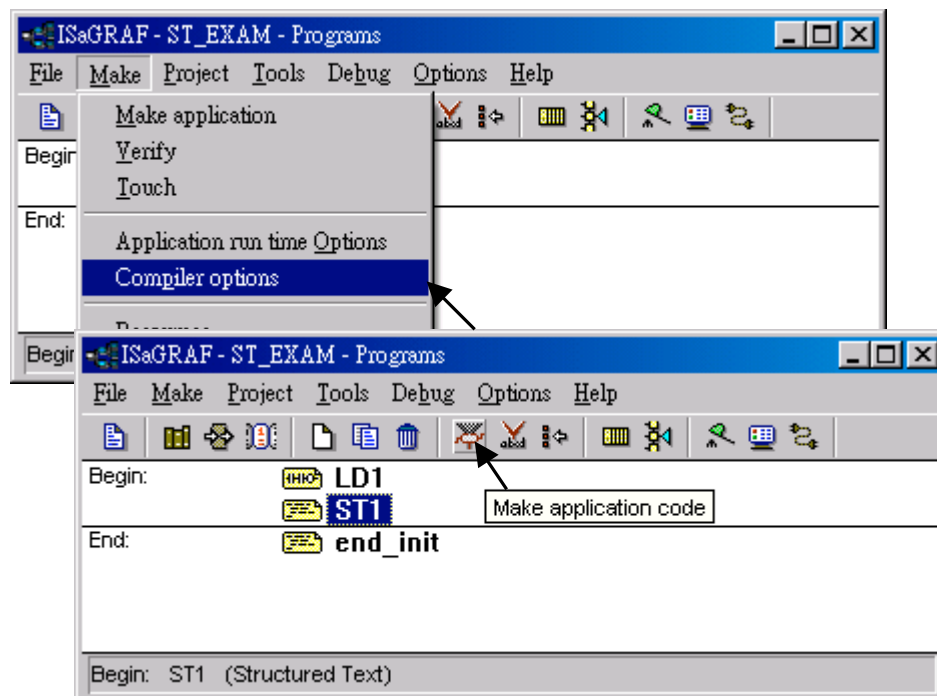 ISaGRAF - ST_EXAM - Programs
File Make Project Tools Debug Options Help
Make application
Verify
Touch
Application run time Options
Compiler options
Begin
End:
Begin
ISaGRAF - ST_EXAM - Programs
File Make Project Tools Debug Options Help
Begin: LD1
ST1
Make application code
End: end_init
Begin: ST1 (Structured Text)